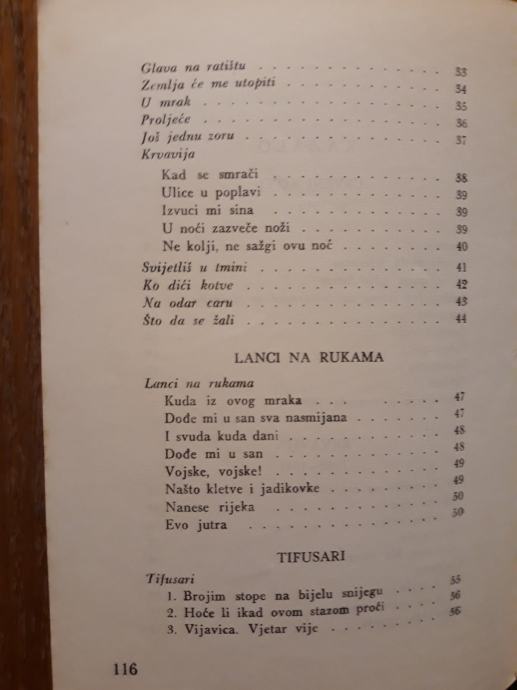 Glava na ratištu . . . . . . . . . . . . . 33
Zemlja će me utopiti . . . . . . . . . . . 34
U mrak . . . . . . . . . . . . . . . . 35
Proljeće . . . . . . . . . . . . . . . . 36
Još jednu zoru . . . . . . . . . . . . . 37
Krvavija
Kad se smrači . . . . . . . . . . . . 38
Ulice u poplavi . . . . . . . . . . . . 39
Izvuci mi sina . . . . . . . . . . . . 39
U noći zazveče noži . . . . . . . . . . 39
Ne kolji, ne sažgi ovu noć . . . . . . . 40
Svijetliš u tmini . . . . . . . . . . . . 41
Ko dići kotve . . . . . . . . . . . . . 42
Na odar caru . . . . . . . . . . . . . 43
Što da se žali . . . . . . . . . . . . . 44
LANCI NA RUKAMA
Lanci na rukama
Kuda iz ovog mraka . . . . . . . . . 47
Dođe mi u san sva nasmijana . . . . . . 47
I svuda kuda dani . . . . . . . . . . . 48
Dođe mi u san . . . . . . . . . . . . 48
Vojske, vojske! . . . . . . . . . . . . 49
Našto kletve i jadikovke . . . . . . . . 49
Nanese rijeka . . . . . . . . . . . . 50
Evo jutra . . . . . . . . . . . . . . 50
TIFUSARI
Tifusari
1. Brojim stope na bijelu snijegu . . . . 55
2. Hoće li ikad ovom stazom proći . . . . 56
3. Vijavica. Vjetar vije . . . . . . . . 56
116